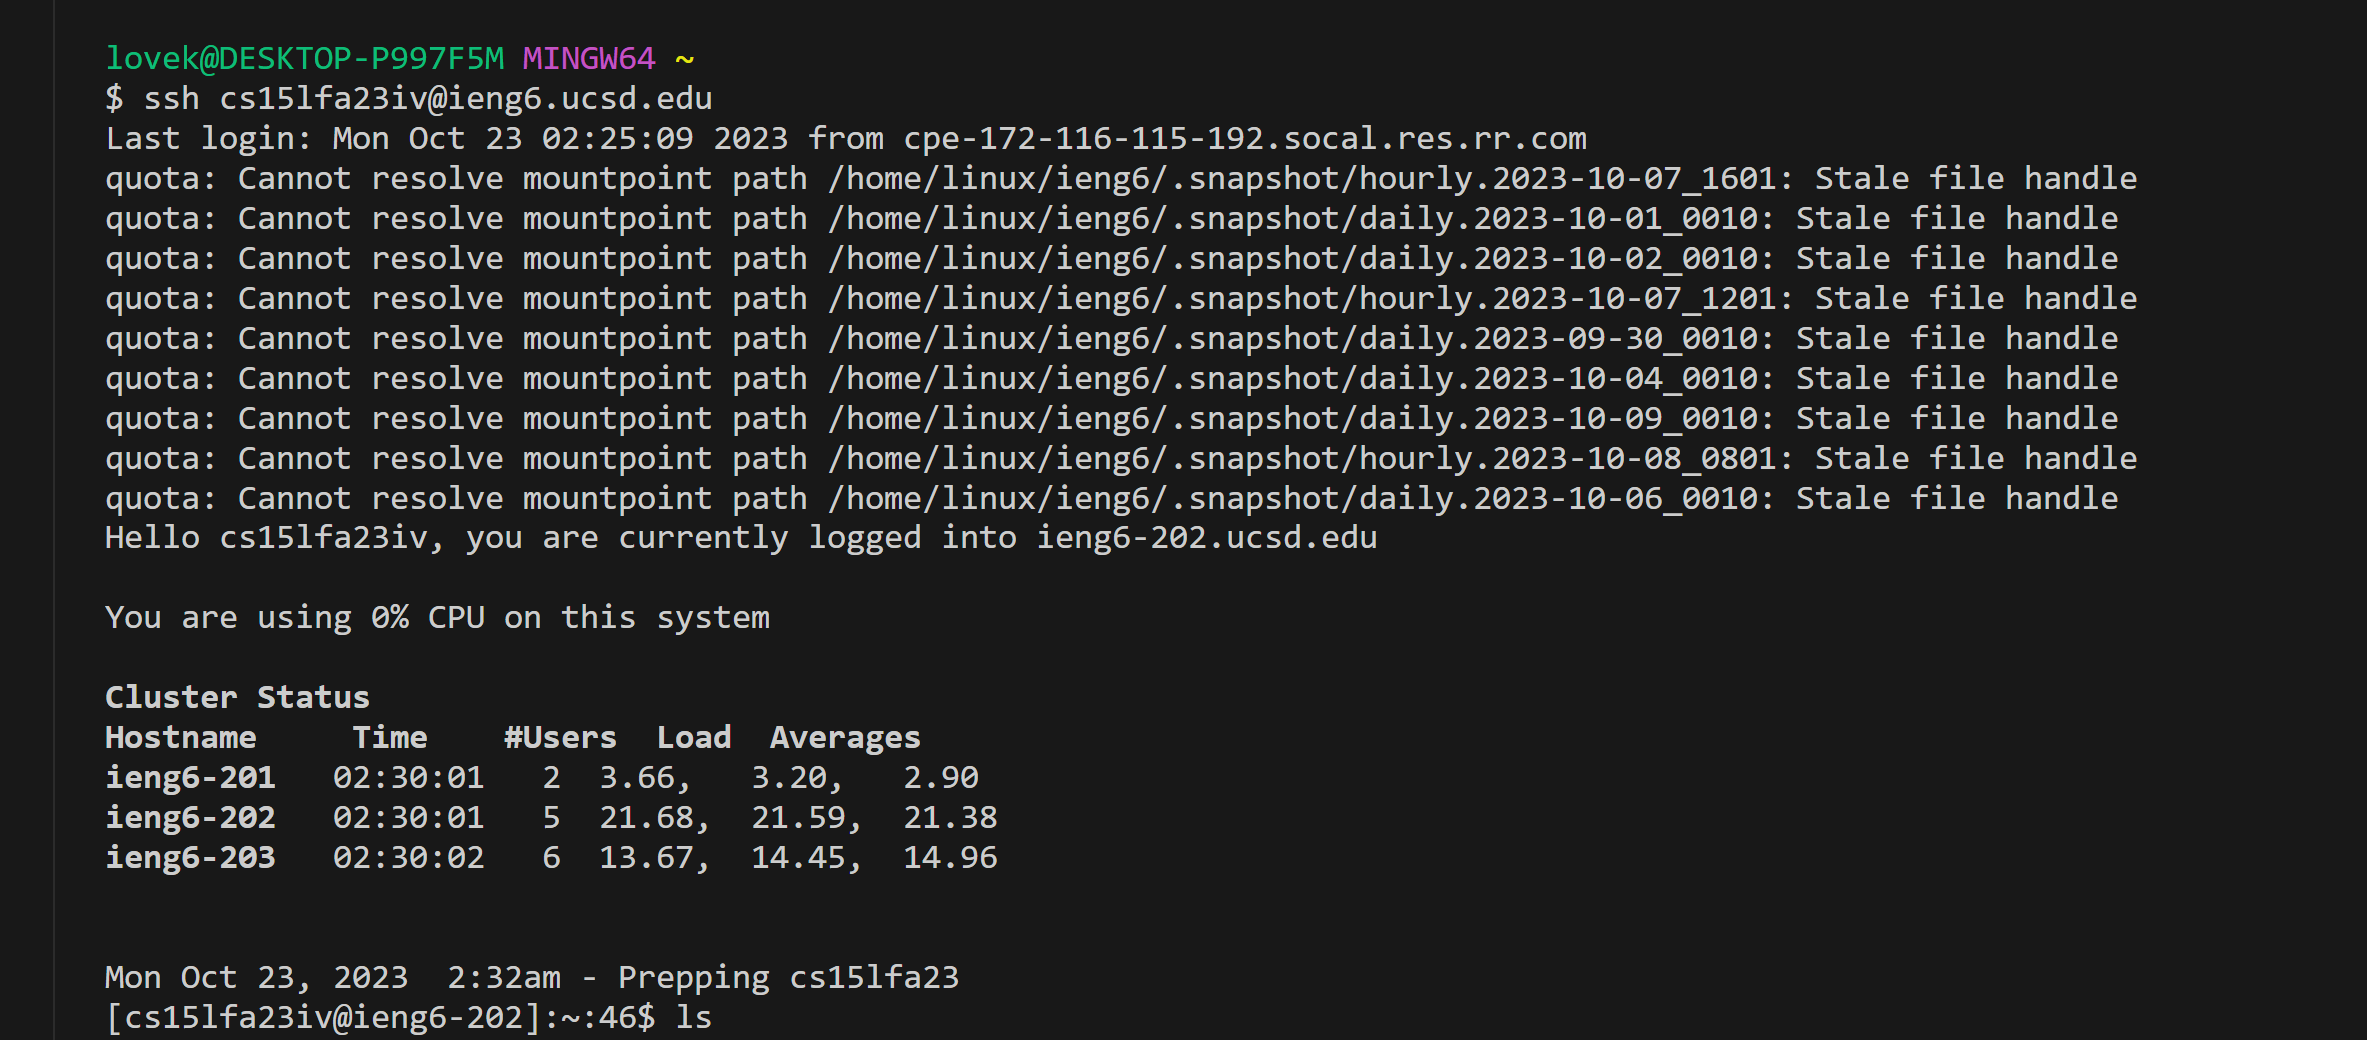 lovek@DESKTOP-P997F5M MINGW64 ~
$ ssh cs15lfa23iv@ieng6.ucsd.edu
Last login: Mon Oct 23 02:25:09 2023 from cpe-172-116-115-192.socal.res.rr.com
quota: Cannot resolve mountpoint path /home/linux/ieng6/.snapshot/hourly.2023-10-07_1601: Stale file handle
quota: Cannot resolve mountpoint path /home/linux/ieng6/.snapshot/daily.2023-10-01_0010: Stale file handle
quota: Cannot resolve mountpoint path /home/linux/ieng6/.snapshot/daily.2023-10-02_0010: Stale file handle
quota: Cannot resolve mountpoint path /home/linux/ieng6/.snapshot/hourly.2023-10-07_1201: Stale file handle
quota: Cannot resolve mountpoint path /home/linux/ieng6/.snapshot/daily.2023-09-30_0010: Stale file handle
quota: Cannot resolve mountpoint path /home/linux/ieng6/.snapshot/daily.2023-10-04_0010: Stale file handle
quota: Cannot resolve mountpoint path /home/linux/ieng6/.snapshot/daily.2023-10-09_0010: Stale file handle
quota: Cannot resolve mountpoint path /home/linux/ieng6/.snapshot/hourly.2023-10-08_0801: Stale file handle
quota: Cannot resolve mountpoint path /home/linux/ieng6/.snapshot/daily.2023-10-06_0010: Stale file handle
Hello cs15lfa23iv, you are currently logged into ieng6-202.ucsd.edu

You are using 0% CPU on this system

Cluster Status
Hostname     Time    #Users  Load  Averages
ieng6-201   02:30:01   2  3.66,   3.20,   2.90
ieng6-202   02:30:01   5  21.68,  21.59,  21.38
ieng6-203   02:30:02   6  13.67,  14.45,  14.96

Mon Oct 23, 2023  2:32am - Prepping cs15lfa23
[cs15lfa23iv@ieng6-202]:~:46$ ls